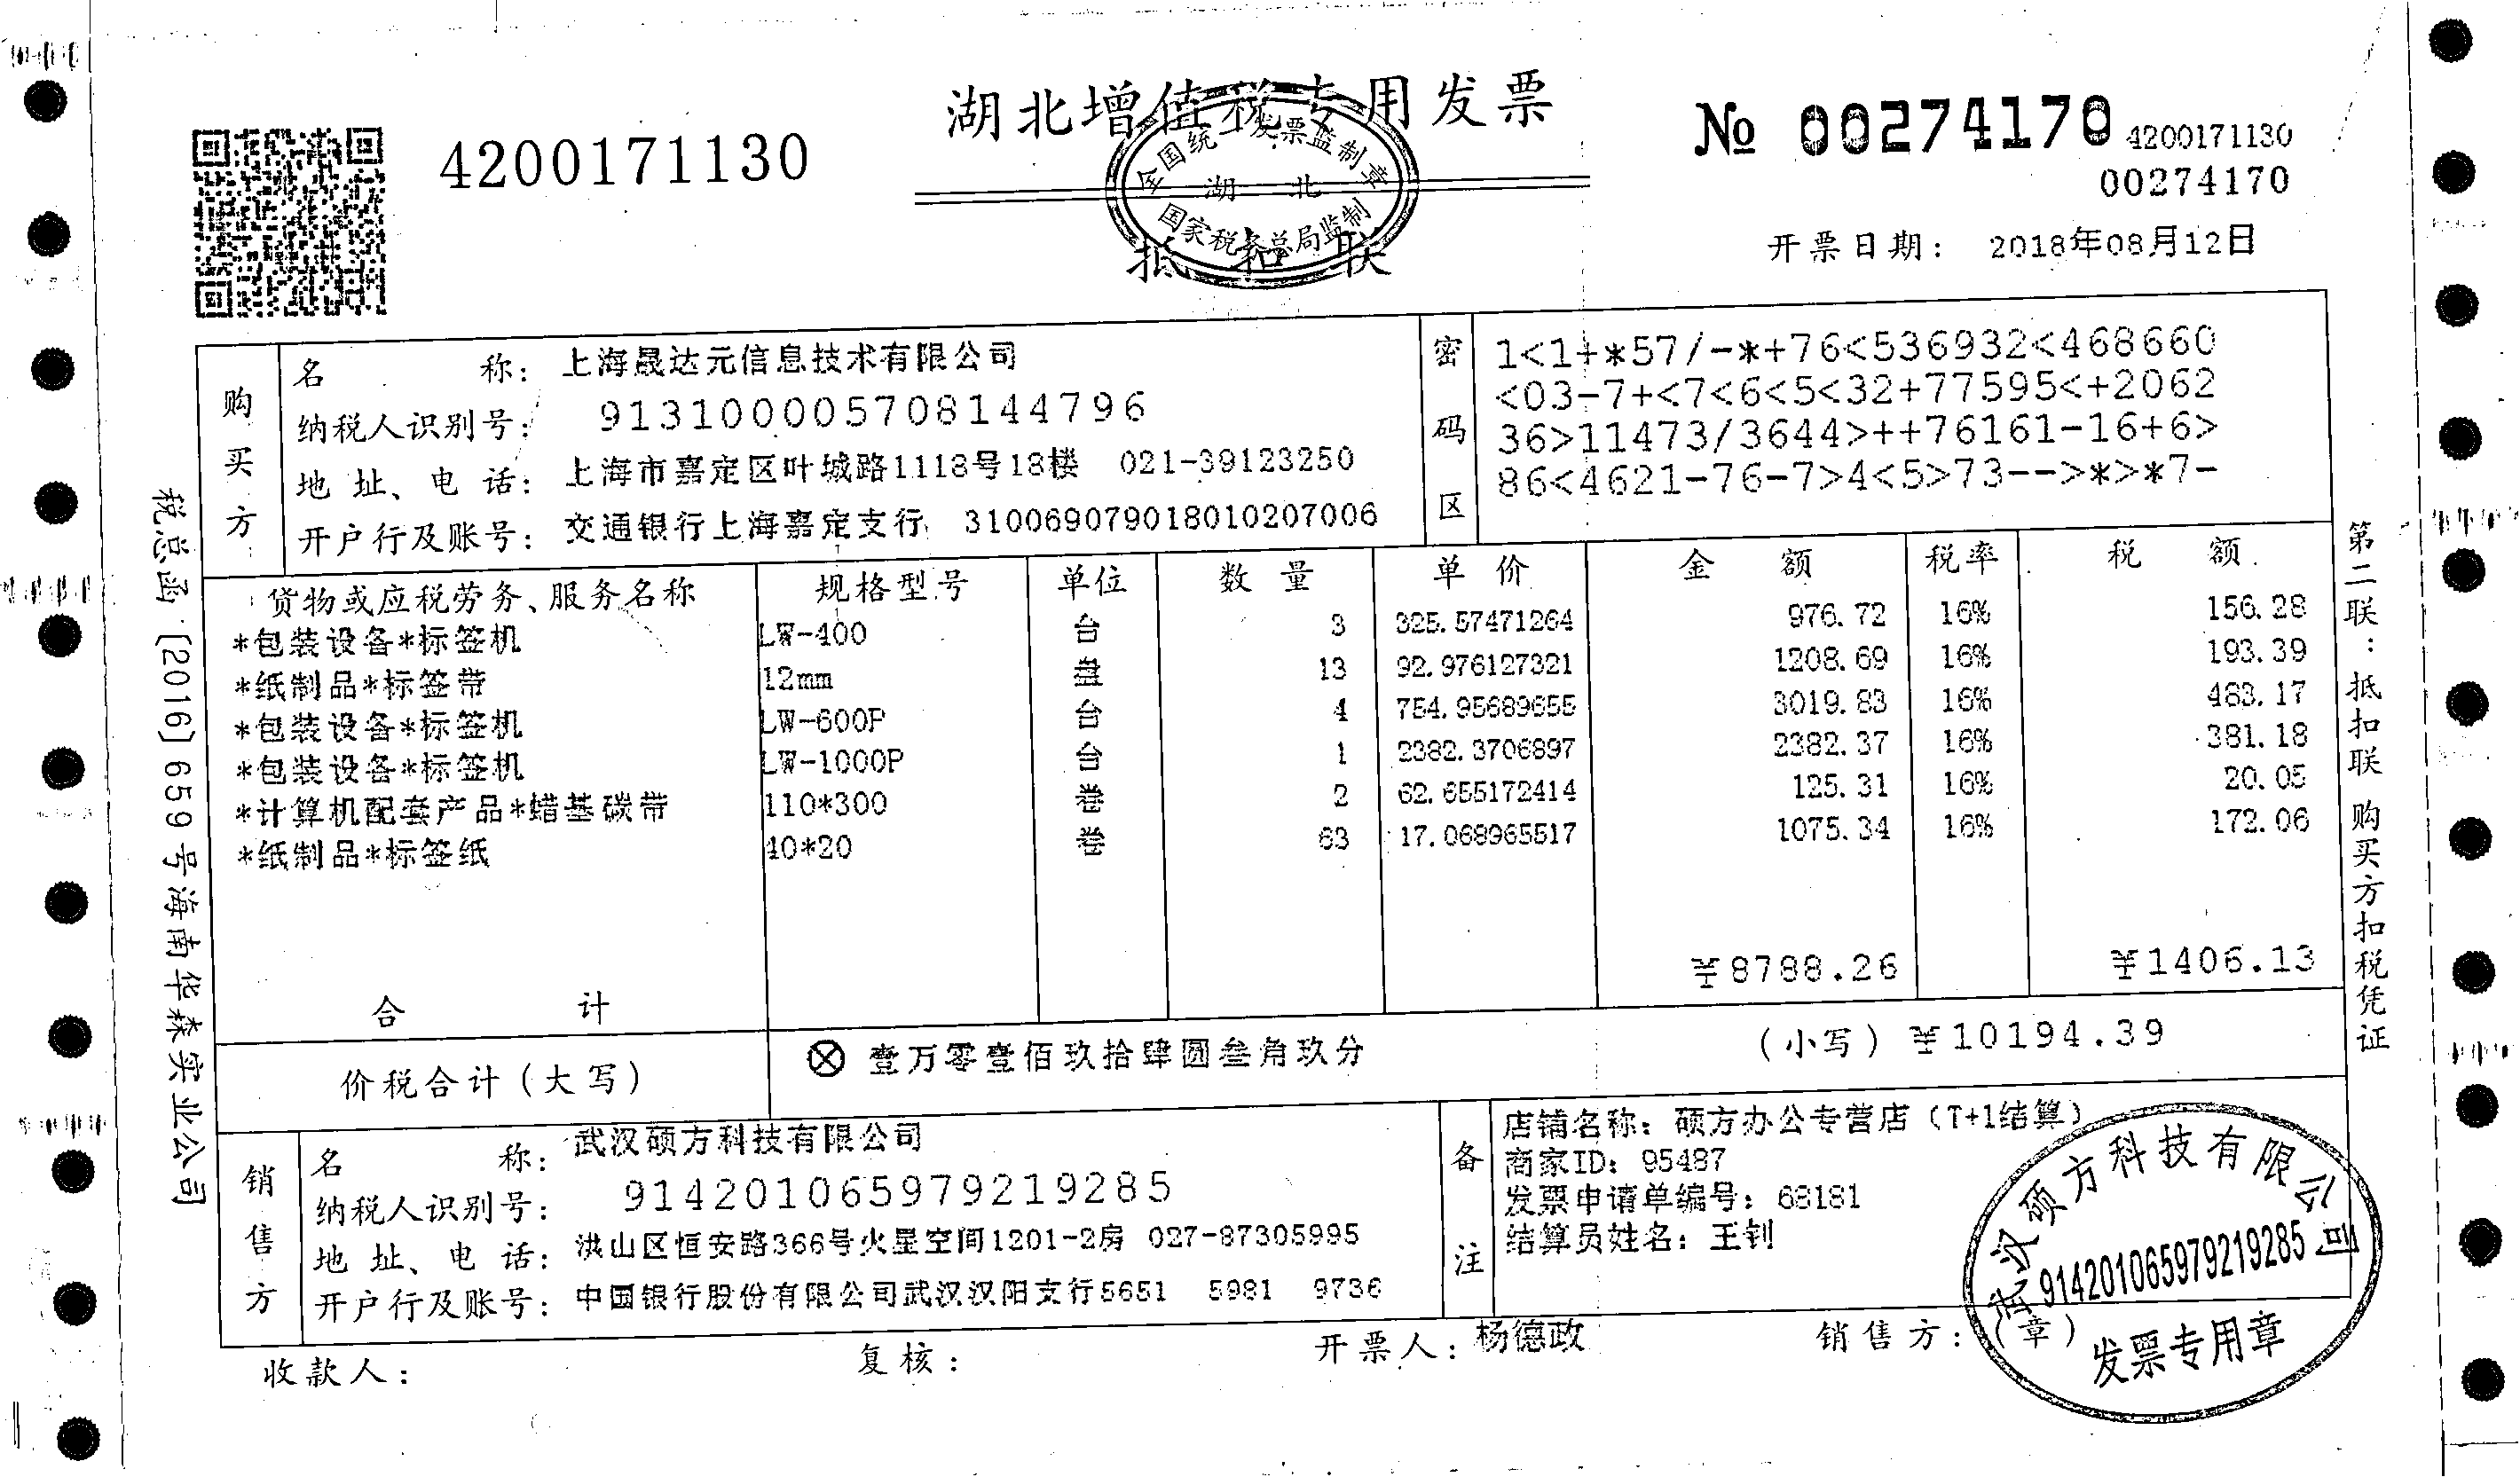 湖北增值税专用发票
4200171130
№ 00274170 4200171130
00274170
全国统一发票监制章
湖 北
国家税务总局监制
抵 扣 联
开票日期: 2018年08月12日
购买方
名 称: 上海晟达元信息技术有限公司
纳税人识别号: 913100005708144796
地 址、电 话: 上海市嘉定区叶城路1118号18楼 021-39123250
开户行及账号: 交通银行上海嘉定支行 310069079018010207006
密码区
1<1+*57/-*+76<536932<468660
<03-7+<7<6<5<32+77595<+2062
36>11473/3644>++76161-16+6>
86<4621-76-7>4<5>73-->*>*7-
货物或应税劳务、服务名称 规格型号 单位 数 量 单 价 金 额 税率 税 额
*包装设备*标签机 LW-400 台 3 325.57471264 976.72 16% 156.28
*纸制品*标签带 12mm 盘 13 92.976127321 1208.69 16% 193.39
*包装设备*标签机 LW-600P 台 4 754.95689655 3019.83 16% 483.17
*包装设备*标签机 LW-1000P 台 1 2382.3706897 2382.37 16% 381.18
*计算机配套产品*蜡基碳带 110*300 卷 2 62.655172414 125.31 16% 20.05
*纸制品*标签纸 40*20 卷 63 17.068965517 1075.34 16% 172.06
合 计 ¥8788.26 ¥1406.13
价税合计(大写) ⊗ 壹万零壹佰玖拾肆圆叁角玖分 (小写) ¥10194.39
销售方
名 称: 武汉硕方科技有限公司
纳税人识别号: 914201065979219285
地 址、电 话: 洪山区恒安路366号火星空间1201-2房 027-87305995
开户行及账号: 中国银行股份有限公司武汉汉阳支行5651 5981 9736
备注
店铺名称: 硕方办公专营店(T+1结算)
商家ID: 95487
发票申请单编号: 68181
结算员姓名: 王钊
收款人: 复核: 开票人: 杨德政 销售方:(章)
武汉硕方科技有限公司
914201065979219285
发票专用章
税总函〔2016〕659号海南华森实业公司
第二联:抵扣联 购买方扣税凭证